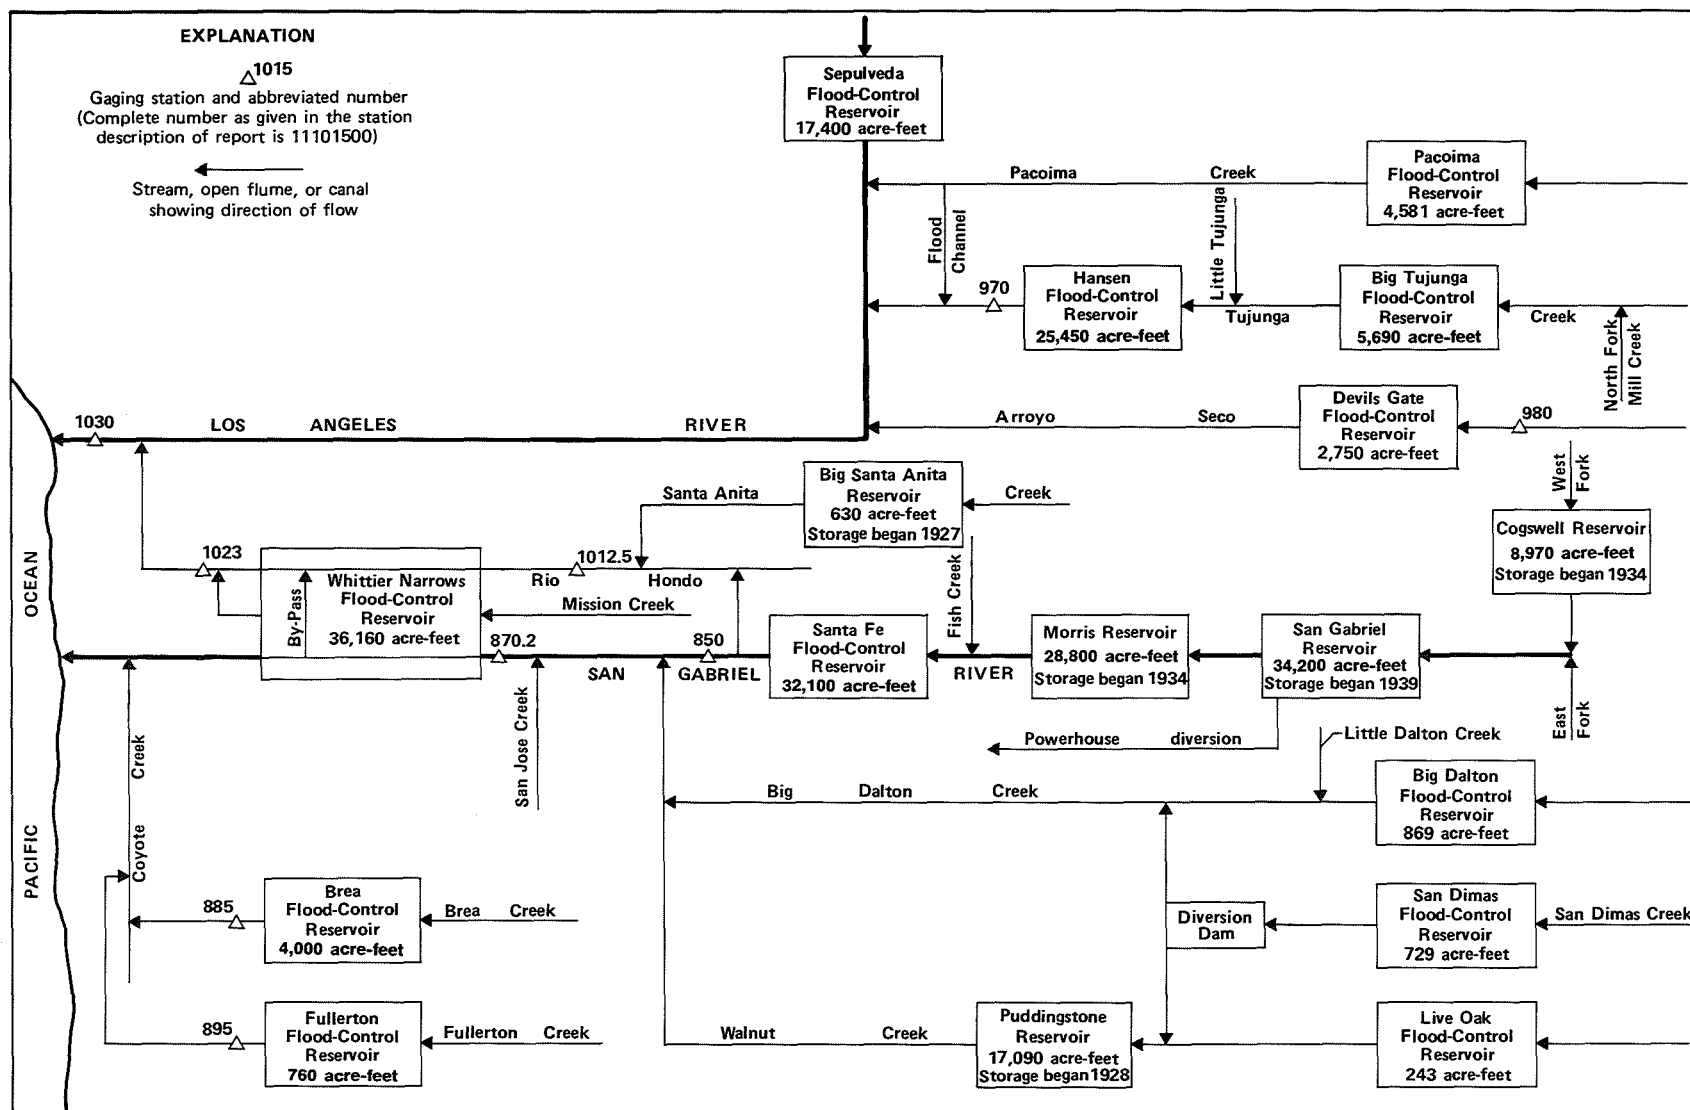 EXPLANATION
1015
Gaging station and abbreviated number
(Complete number as given in the station
description of report is 11101500)
Stream, open flume, or canal
showing direction of flow
Sepulveda
Flood-Control
Reservoir
17,400 acre-feet
Pacoima Creek
Pacoima
Flood-Control
Reservoir
4,581 acre-feet
Flood
Channel
Little Tujunga
970
Hansen
Flood-Control
Reservoir
25,450 acre-feet
Tujunga
Big Tujunga
Flood-Control
Reservoir
5,690 acre-feet
Creek
North Fork
Mill Creek
1030
LOS ANGELES RIVER
Arroyo Seco
Devils Gate
Flood-Control
Reservoir
2,750 acre-feet
980
West
Fork
Santa Anita
Big Santa Anita
Reservoir
630 acre-feet
Storage began 1927
Creek
Cogswell Reservoir
8,970 acre-feet
Storage began 1934
1023
1012.5
Rio Hondo
Whittier Narrows
Flood-Control
Reservoir
36,160 acre-feet
By-Pass
Mission Creek
Fish Creek
870.2
850
SAN GABRIEL
Santa Fe
Flood-Control
Reservoir
32,100 acre-feet
RIVER
Morris Reservoir
28,800 acre-feet
Storage began 1934
San Gabriel
Reservoir
34,200 acre-feet
Storage began 1939
East
Fork
OCEAN
PACIFIC
Powerhouse diversion
Little Dalton Creek
San Jose Creek
Coyote Creek
Big Dalton Creek
Big Dalton
Flood-Control
Reservoir
869 acre-feet
885
Brea
Flood-Control
Reservoir
4,000 acre-feet
Brea Creek
Diversion
Dam
San Dimas
Flood-Control
Reservoir
729 acre-feet
San Dimas Creek
895
Fullerton
Flood-Control
Reservoir
760 acre-feet
Fullerton Creek
Walnut Creek
Puddingstone
Reservoir
17,090 acre-feet
Storage began 1928
Live Oak
Flood-Control
Reservoir
243 acre-feet